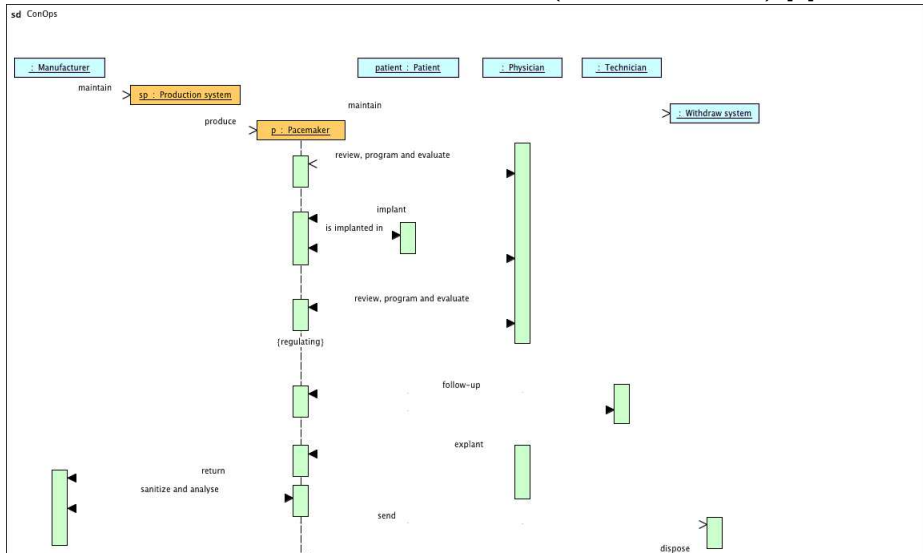 sd ConOps
: Manufacturer
patient : Patient
: Physician
: Technician
maintain
sp : Production system
maintain
: Withdraw system
produce
p : Pacemaker
review, program and evaluate
implant
is implanted in
review, program and evaluate
{regulating}
follow-up
explant
return
sanitize and analyse
send
dispose